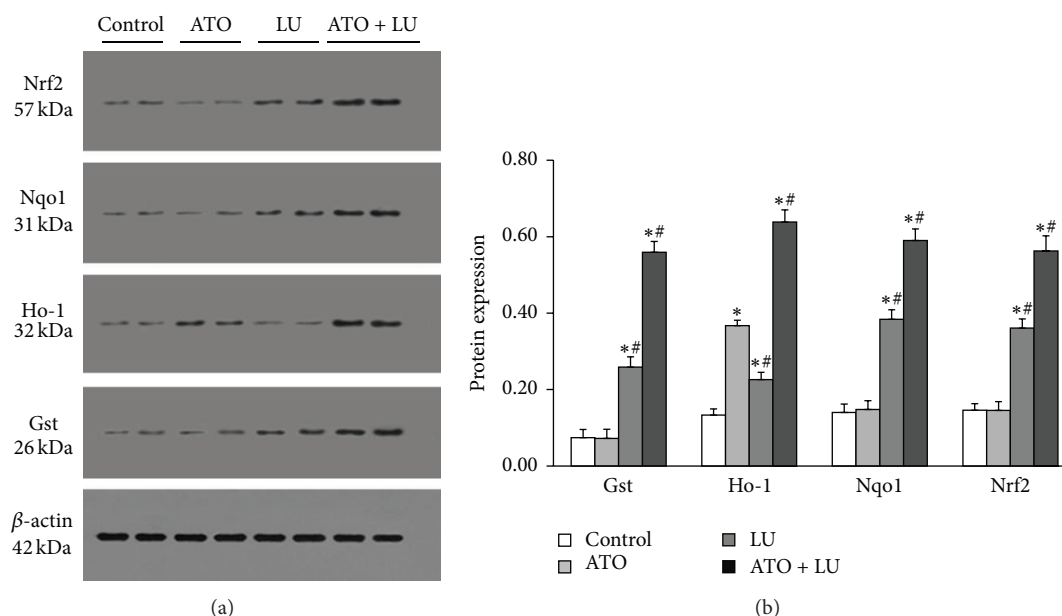 Control ATO LU ATO + LU
Nrf2
57 kDa
Nqo1
31 kDa
Ho-1
32 kDa
Gst
26 kDa
β-actin
42 kDa
(a)
Protein expression
0.80
0.60
0.40
0.20
0.00
*# *# * *# *# *# *# *# *#
Gst Ho-1 Nqo1 Nrf2
Control
ATO
LU
ATO + LU
(b)